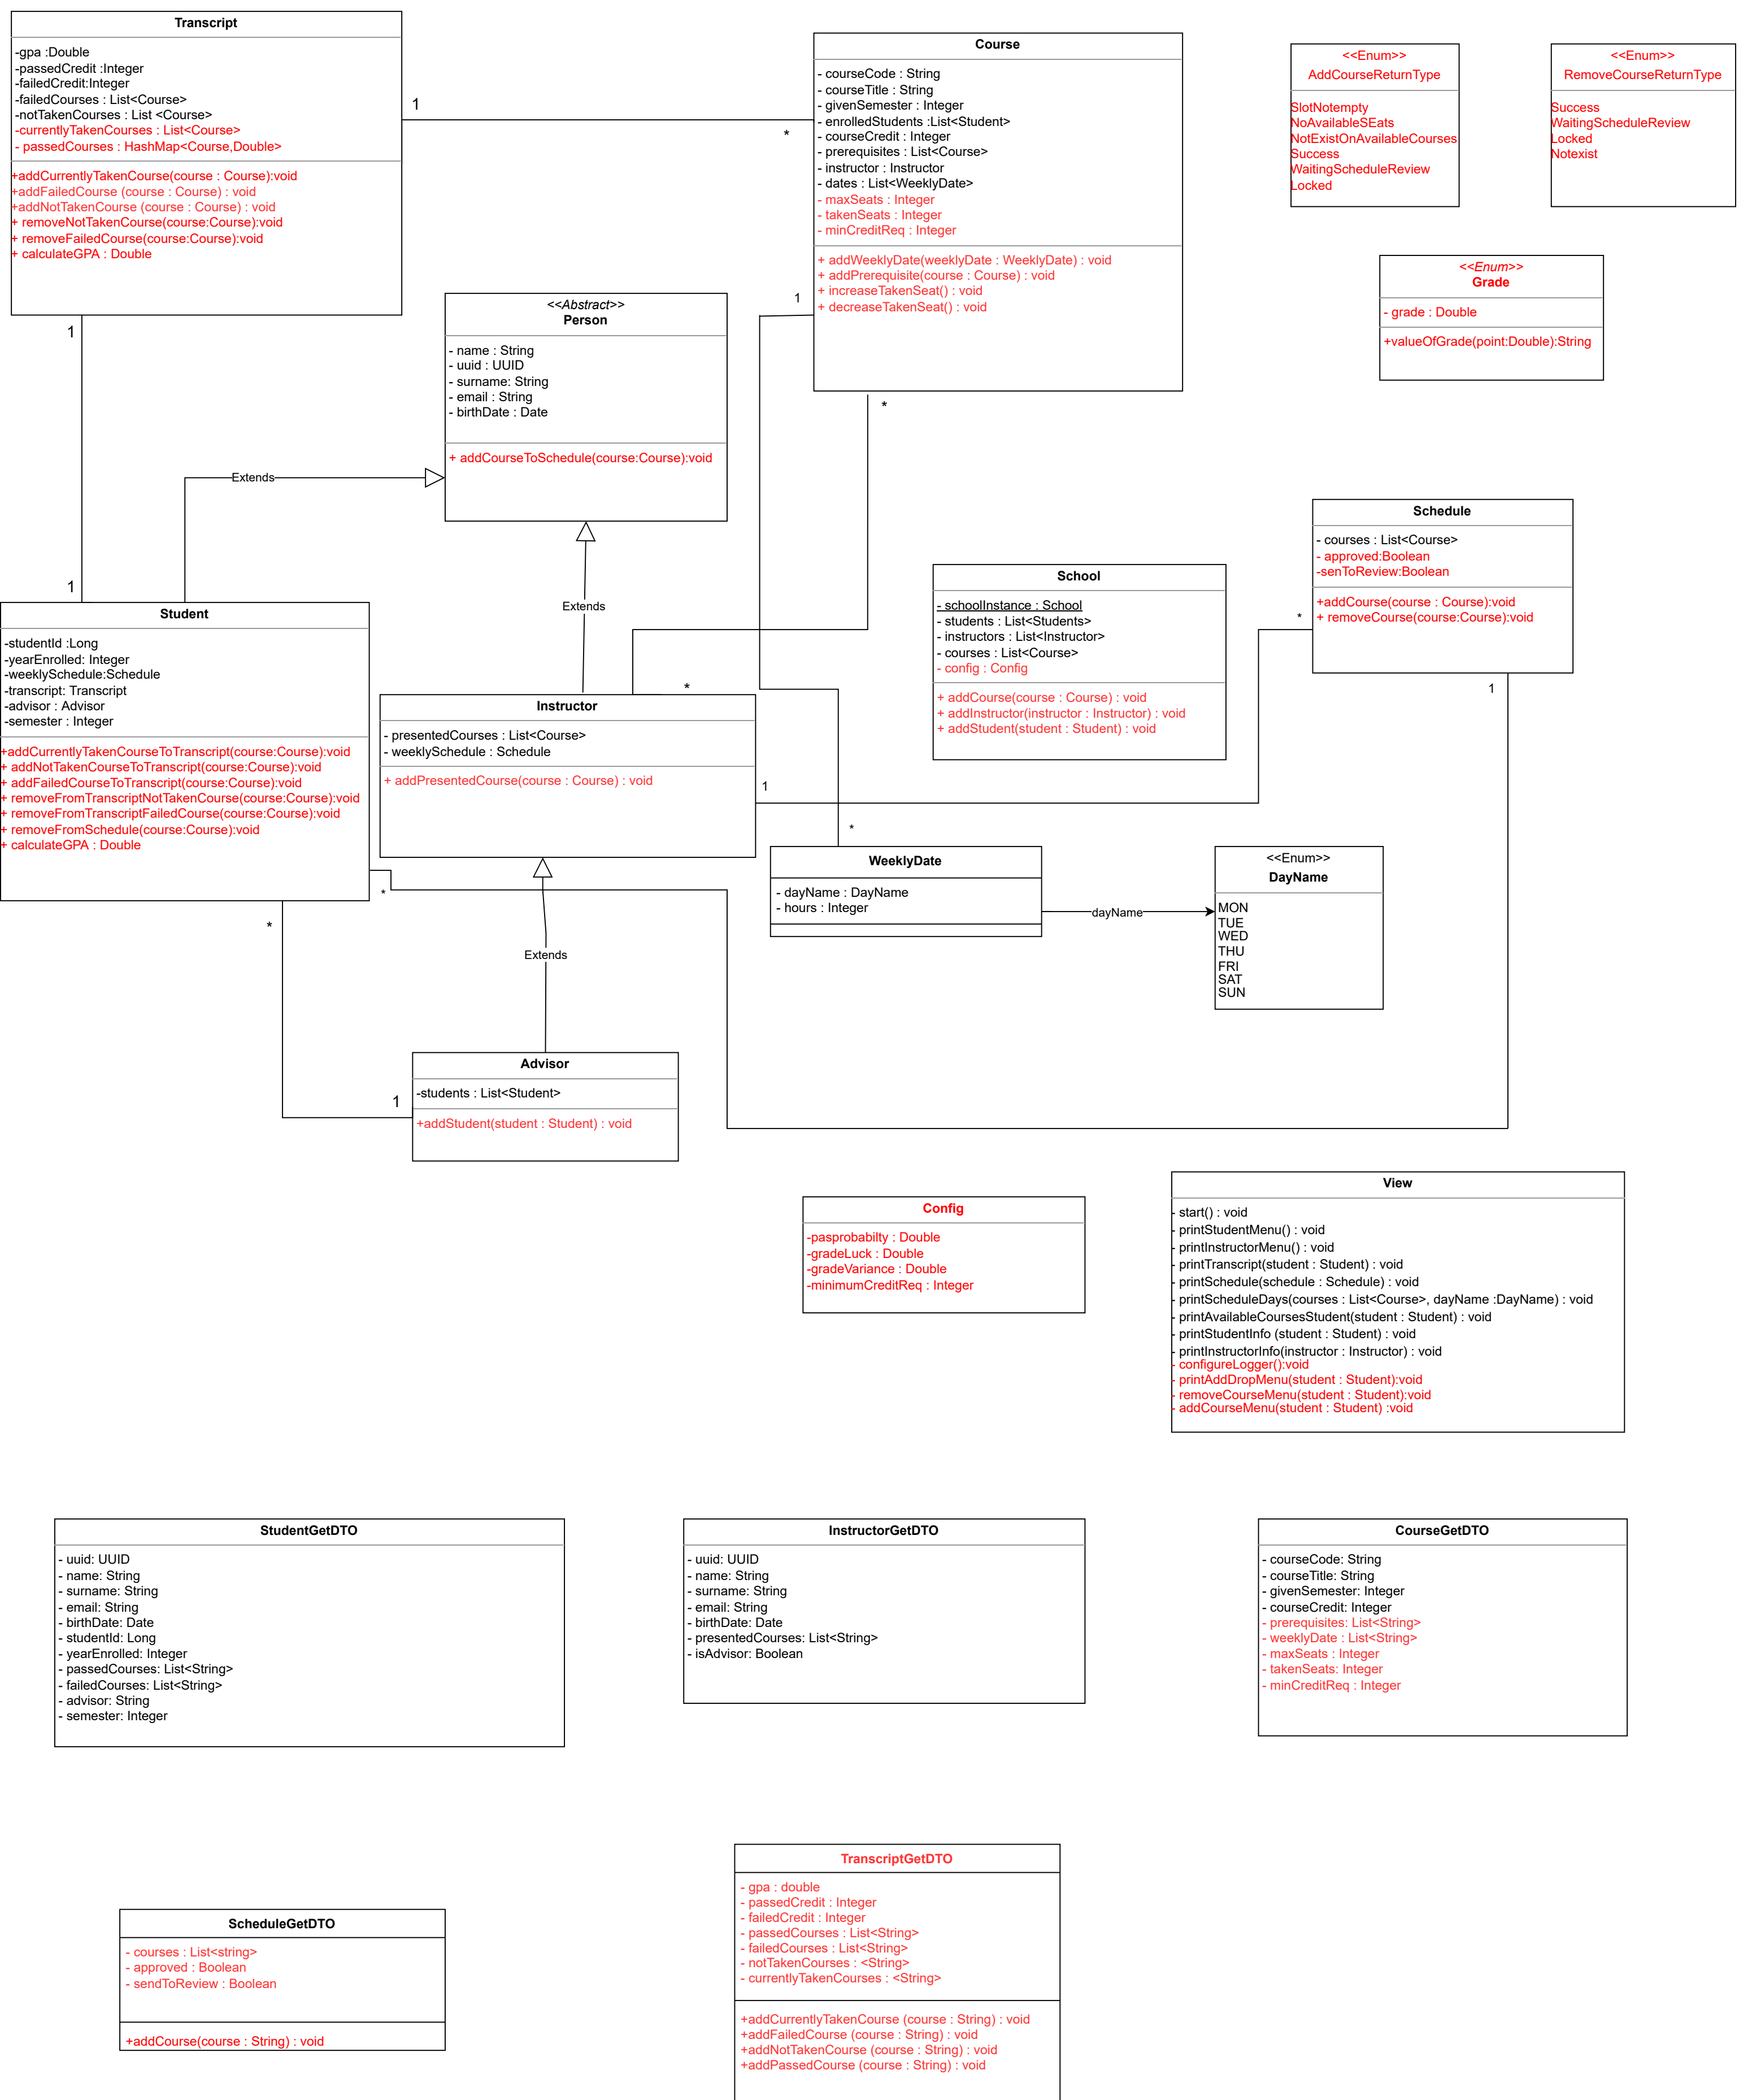 Transcript
-gpa :Double
-passedCredit :Integer
-failedCredit:Integer
-failedCourses : List<Course>
-notTakenCourses : List <Course>
-currentlyTakenCourses : List<Course>
- passedCourses : HashMap<Course,Double>
+addCurrentlyTakenCourse(course : Course):void
+addFailedCourse (course : Course) : void
+addNotTakenCourse (course : Course) : void
+ removeNotTakenCourse(course:Course):void
+ removeFailedCourse(course:Course):void
+ calculateGPA : Double
1
*
1
1
Course
- courseCode : String
- courseTitle : String
- givenSemester : Integer
- enrolledStudents :List<Student>
- courseCredit : Integer
- prerequisites : List<Course>
- instructor : Instructor
- dates : List<WeeklyDate>
- maxSeats : Integer
- takenSeats : Integer
- minCreditReq : Integer
+ addWeeklyDate(weeklyDate : WeeklyDate) : void
+ addPrerequisite(course : Course) : void
+ increaseTakenSeat() : void
+ decreaseTakenSeat() : void
1
*
<<Enum>>
AddCourseReturnType
SlotNotempty
NoAvailableSEats
NotExistOnAvailableCourses
Success
WaitingScheduleReview
Locked
<<Enum>>
RemoveCourseReturnType
Success
WaitingScheduleReview
Locked
Notexist
<<Enum>>
Grade
- grade : Double
+valueOfGrade(point:Double):String
<<Abstract>>
Person
- name : String
- uuid : UUID
- surname: String
- email : String
- birthDate : Date
+ addCourseToSchedule(course:Course):void
Extends
Extends
Schedule
- courses : List<Course>
- approved:Boolean
-senToReview:Boolean
+addCourse(course : Course):void
+ removeCourse(course:Course):void
*
1
School
- schoolInstance : School
- students : List<Students>
- instructors : List<Instructor>
- courses : List<Course>
- config : Config
+ addCourse(course : Course) : void
+ addInstructor(instructor : Instructor) : void
+ addStudent(student : Student) : void
Student
-studentId :Long
-yearEnrolled: Integer
-weeklySchedule:Schedule
-transcript: Transcript
-advisor : Advisor
-semester : Integer
+addCurrentlyTakenCourseToTranscript(course:Course):void
+ addNotTakenCourseToTranscript(course:Course):void
+ addFailedCourseToTranscript(course:Course):void
+ removeFromTranscriptNotTakenCourse(course:Course):void
+ removeFromTranscriptFailedCourse(course:Course):void
+ removeFromSchedule(course:Course):void
+ calculateGPA : Double
*
*
*
Instructor
- presentedCourses : List<Course>
- weeklySchedule : Schedule
+ addPresentedCourse(course : Course) : void
1
*
WeeklyDate
- dayName : DayName
- hours : Integer
dayName
<<Enum>>
DayName
MON
TUE
WED
THU
FRI
SAT
SUN
Extends
Advisor
-students : List<Student>
+addStudent(student : Student) : void
1
Config
-pasprobabilty : Double
-gradeLuck : Double
-gradeVariance : Double
-minimumCreditReq : Integer
View
- start() : void
- printStudentMenu() : void
- printInstructorMenu() : void
- printTranscript(student : Student) : void
- printSchedule(schedule : Schedule) : void
- printScheduleDays(courses : List<Course>, dayName :DayName) : void
- printAvailableCoursesStudent(student : Student) : void
- printStudentInfo (student : Student) : void
- printInstructorInfo(instructor : Instructor) : void
- configureLogger():void
- printAddDropMenu(student : Student):void
- removeCourseMenu(student : Student):void
- addCourseMenu(student : Student) :void
StudentGetDTO
- uuid: UUID
- name: String
- surname: String
- email: String
- birthDate: Date
- studentId: Long
- yearEnrolled: Integer
- passedCourses: List<String>
- failedCourses: List<String>
- advisor: String
- semester: Integer
InstructorGetDTO
- uuid: UUID
- name: String
- surname: String
- email: String
- birthDate: Date
- presentedCourses: List<String>
- isAdvisor: Boolean
CourseGetDTO
- courseCode: String
- courseTitle: String
- givenSemester: Integer
- courseCredit: Integer
- prerequisites: List<String>
- weeklyDate : List<String>
- maxSeats : Integer
- takenSeats: Integer
- minCreditReq : Integer
ScheduleGetDTO
- courses : List<string>
- approved : Boolean
- sendToReview : Boolean
+addCourse(course : String) : void
TranscriptGetDTO
- gpa : double
- passedCredit : Integer
- failedCredit : Integer
- passedCourses : List<String>
- failedCourses : List<String>
- notTakenCourses : <String>
- currentlyTakenCourses : <String>
+addCurrentlyTakenCourse (course : String) : void
+addFailedCourse (course : String) : void
+addNotTakenCourse (course : String) : void
+addPassedCourse (course : String) : void